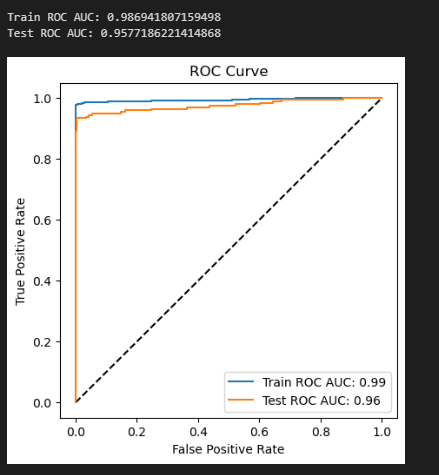 Train ROC AUC: 0.986941807159498
Test ROC AUC: 0.9577186221414868
ROC Curve
1.0
0.8
0.6
0.4
0.2
0.0
True Positive Rate
Train ROC AUC: 0.99
Test ROC AUC: 0.96
0.0 0.2 0.4 0.6 0.8 1.0
False Positive Rate